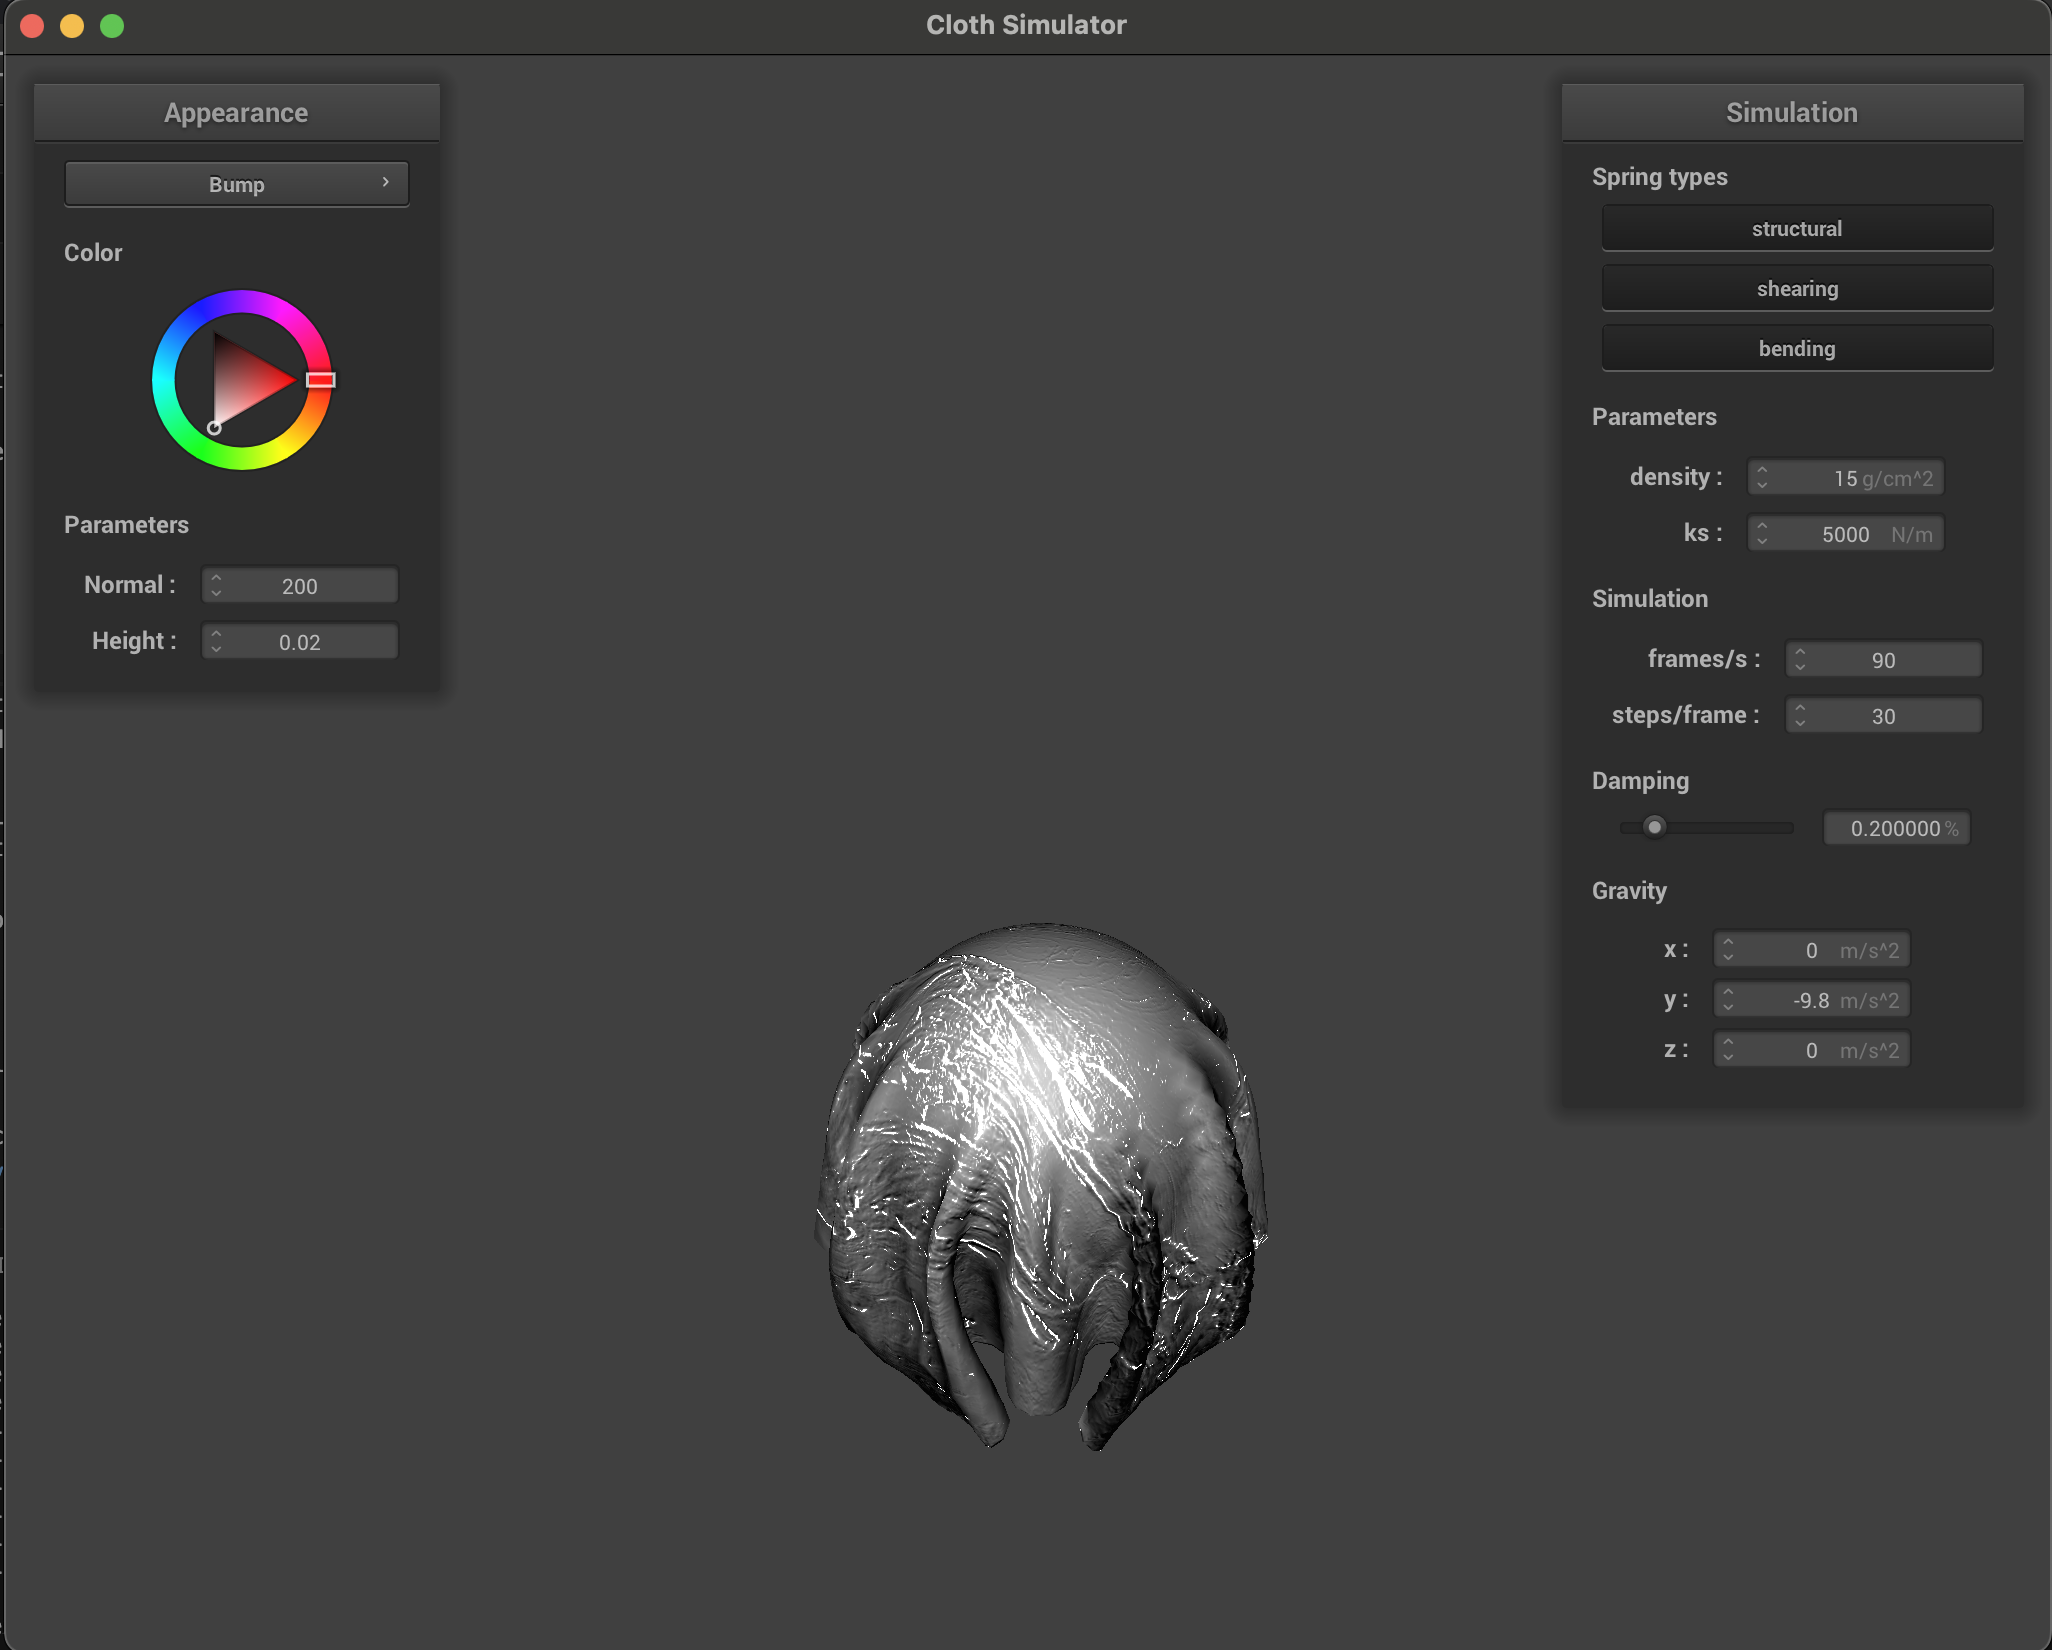 Cloth Simulator
Appearance
Bump
Color
Parameters
Normal : 200
Height : 0.02
Simulation
Spring types
structural
shearing
bending
Parameters
density : 15 g/cm^2
ks : 5000 N/m
Simulation
frames/s : 90
steps/frame : 30
Damping
0.200000 %
Gravity
x : 0 m/s^2
y : -9.8 m/s^2
z : 0 m/s^2